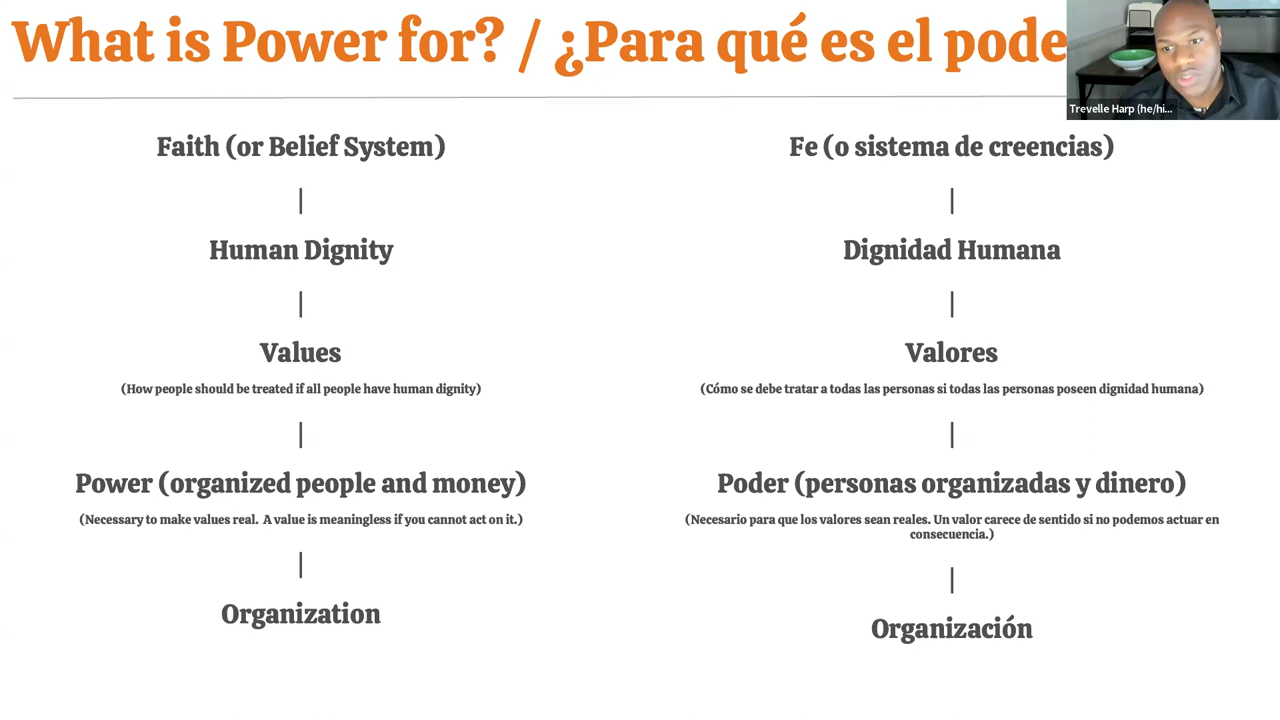 What is Power for? / ¿Para qué es el pode
Trevelle Harp (he/hi...
Faith (or Belief System)
|
Human Dignity
|
Values
(How people should be treated if all people have human dignity)
|
Power (organized people and money)
(Necessary to make values real.  A value is meaningless if you cannot act on it.)
|
Organization
Fe (o sistema de creencias)
|
Dignidad Humana
|
Valores
(Cómo se debe tratar a todas las personas si todas las personas poseen dignidad humana)
|
Poder (personas organizadas y dinero)
(Necesario para que los valores sean reales. Un valor carece de sentido si no podemos actuar en
consecuencia.)
|
Organización